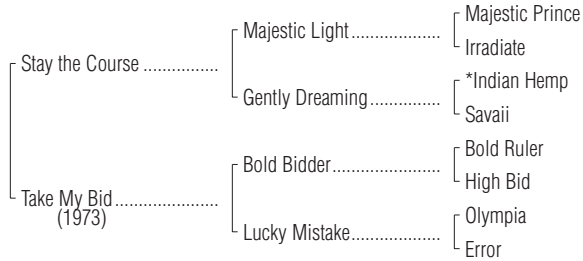 Majestic Prince
Majestic Light....................
Irradiate
Stay the Course ................
*Indian Hemp
Gently Dreaming...............
Savaii
Bold Ruler
Bold Bidder.......................
High Bid
Take My Bid......................
(1973)
Olympia
Lucky Mistake...................
Error